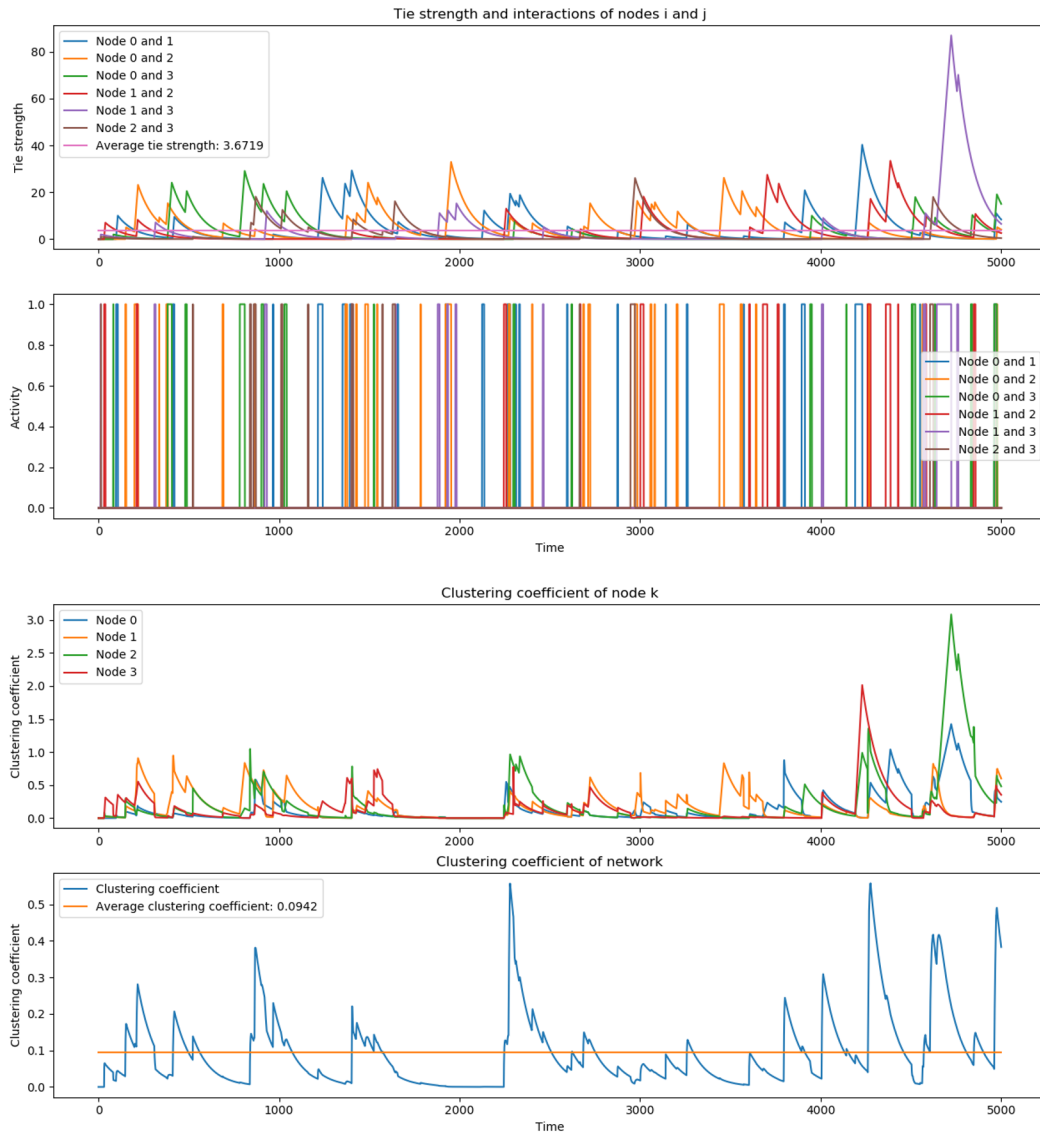 Tie strength and interactions of nodes i and j
Tie strength
80
60
40
20
0
Node 0 and 1
Node 0 and 2
Node 0 and 3
Node 1 and 2
Node 1 and 3
Node 2 and 3
Average tie strength: 3.6719
0 1000 2000 3000 4000 5000
Activity
1.0
0.8
0.6
0.4
0.2
0.0
Node 0 and 1
Node 0 and 2
Node 0 and 3
Node 1 and 2
Node 1 and 3
Node 2 and 3
0 1000 2000 3000 4000 5000
Time
Clustering coefficient of node k
Clustering coefficient
3.0
2.5
2.0
1.5
1.0
0.5
0.0
Node 0
Node 1
Node 2
Node 3
0 1000 2000 3000 4000 5000
Clustering coefficient of network
Clustering coefficient
0.5
0.4
0.3
0.2
0.1
0.0
Clustering coefficient
Average clustering coefficient: 0.0942
0 1000 2000 3000 4000 5000
Time